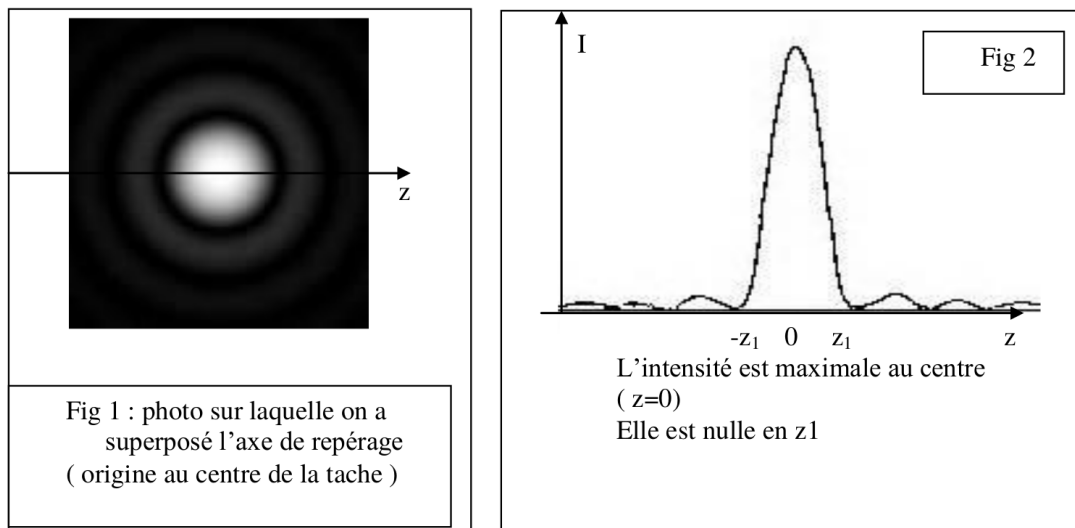 z
Fig 1 : photo sur laquelle on a
superposé l'axe de repérage
( origine au centre de la tache )
I
Fig 2
-z1 0 z1 z
L'intensité est maximale au centre
( z=0)
Elle est nulle en z1